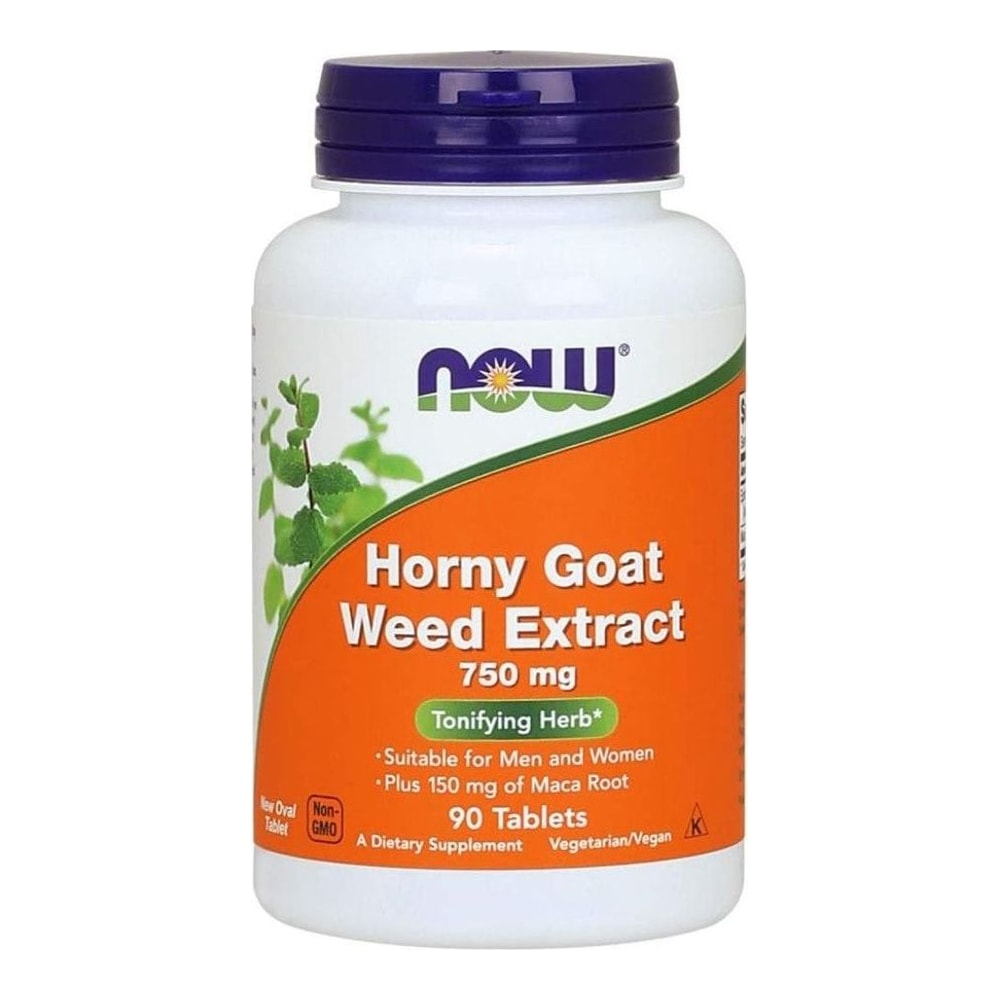 NOW®
Horny Goat
Weed Extract
750 mg
Tonifying Herb*
• Suitable for Men and Women
• Plus 150 mg of Maca Root
90 Tablets
New Oval
Tablet
Non-
GMO
A Dietary Supplement
Vegetarian/Vegan
K